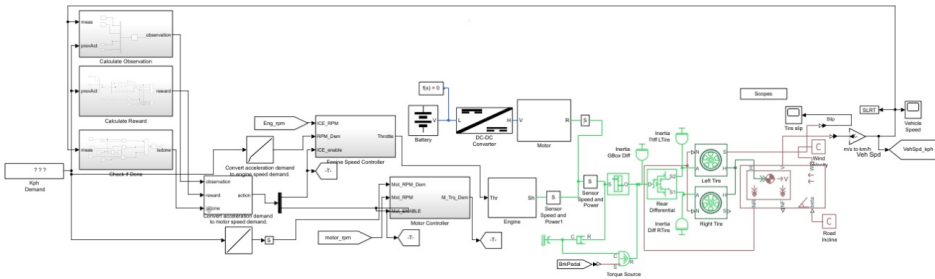 meas
prevAct
observation
Calculate Observation
prevAct
reward
Calculate Reward
meas
isdone
Check if Done
? ? ?
Kph
Demand
observation
reward
isdone
action
Convert acceleration demand
to engine speed demand.
Convert acceleration demand
to motor speed demand.
Eng_rpm
ICE_RPM
RPM_Dem
ICE_enable
Throttle
Engine Speed Controller
-T-
motor_rpm
Mot_RPM_Dem
Mot_RPM
Mot_ENABLE
M_Trq_Dem
Motor Controller
-T-
-T-
S
f(x) = 0
Battery
V
L
H
DC-DC
Converter
V
Motor
S
Thr
Sh
Engine
S
Sensor
Speed and
Power1
S
Sensor
Speed and
Power
Inertia
GBox Diff
Inertia
Diff LTire
Rear
Differential
Inertia
Diff RTire
Left Tire
Right Tire
BrkPedal
Torque Source
Scopes
Tire slip
Slip
SLRT
Vehicle
Speed
m/s to km/h.
Veh Spd
VehSpd_kph
C
Wind
Velocity
C
Road
Incline